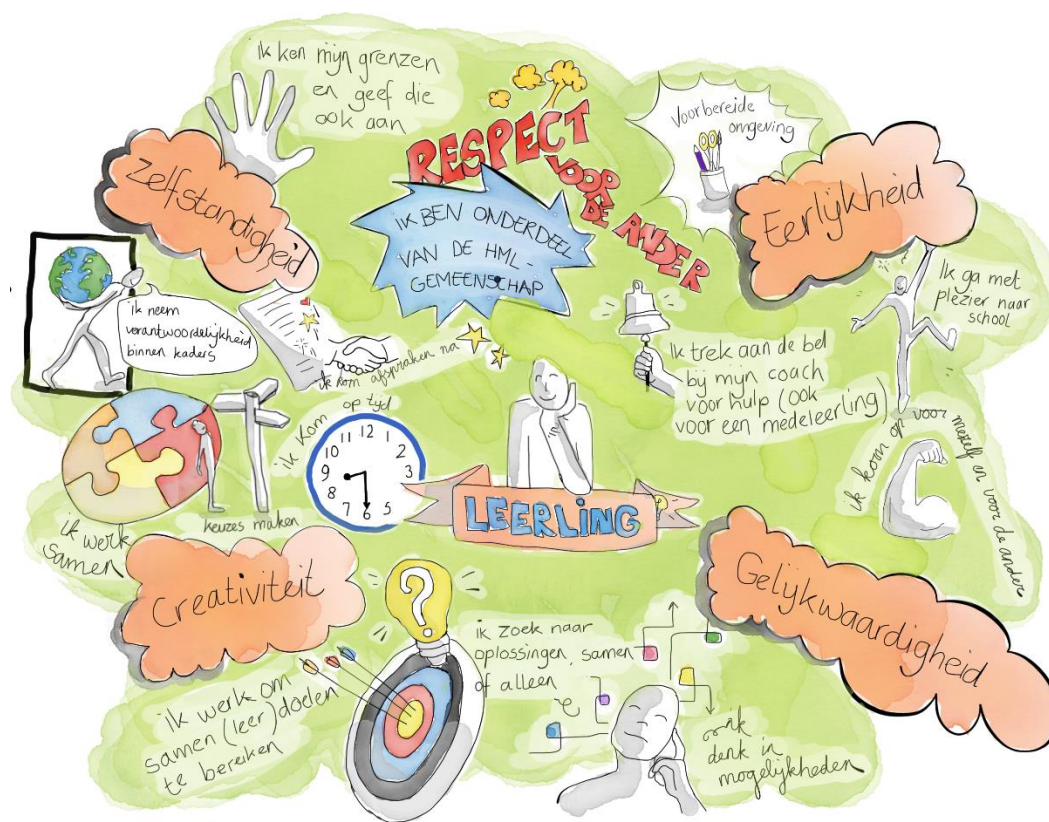 ik ken mijn grenzen
en geef die
ook aan
RESPECT
VOOR
DE ANDER
Voorbereide
omgeving
Zelfstandigheid
IK BEN ONDERDEEL
VAN DE HML-
GEMEENSCHAP
Eerlijkheid
ik neem
verantwoordelijkheid
binnen kaders
ik kom afspraken na
Ik ga met
plezier naar
school
Ik trek aan de bel
bij mijn coach
voor hulp (ook
voor een medeleerling)
ik kom op tijd
12
1
2
3
4
5
6
7
8
9
10
11
ik kom op voor
mezelf en voor de ander
ik werk
samen
keuzes maken
LEERLING
Creativiteit
Gelijkwaardigheid
?
ik zoek naar
oplossingen, samen
of alleen
ik werk om
samen (leer) doelen
te bereiken
ik
denk in
mogelijkheden